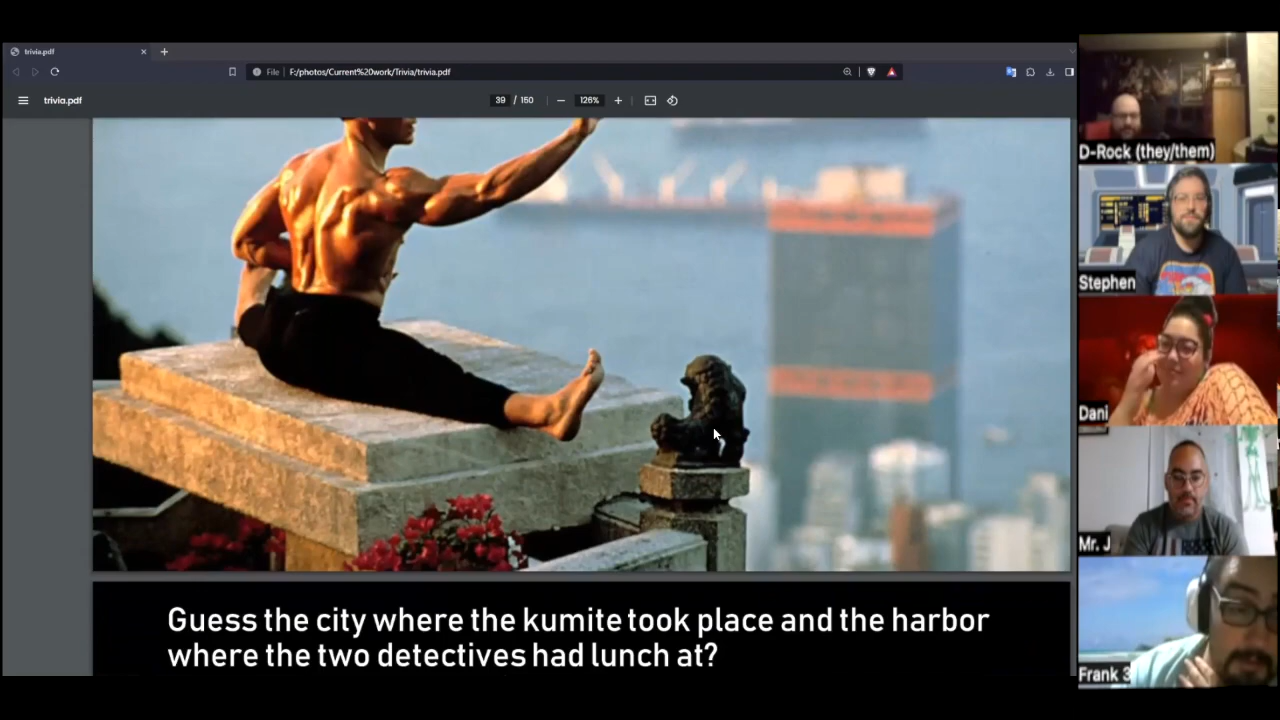 trivia.pdf
File F:/photos/Current%20work/Trivia/trivia.pdf
trivia.pdf
39 / 150
126%
D-Rock (they/them)
Stephen
Dani
Mr. J
Frank 3
Guess the city where the kumite took place and the harbor
where the two detectives had lunch at?